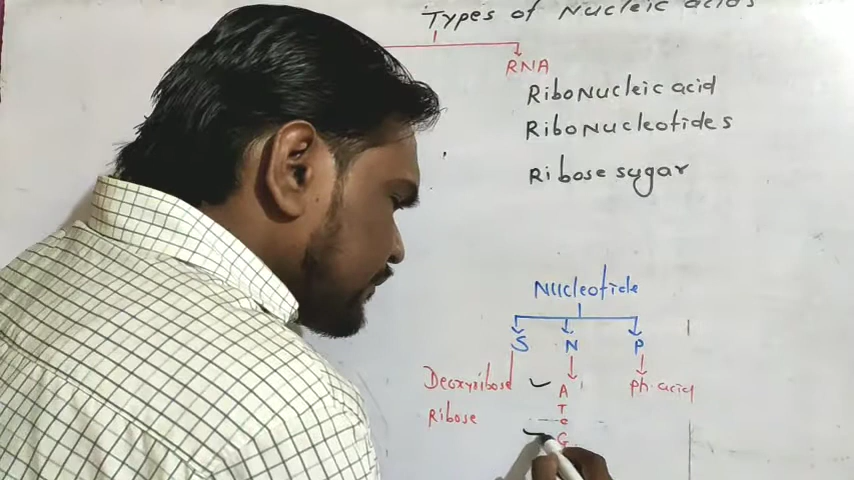 Types of Nucleic acids
RNA
RiboNucleic acid
RiboNucleotides
Ribose sugar
Nucleotide
S N P
Deoxyribose
A
ph. acid
T
Ribose
C
G